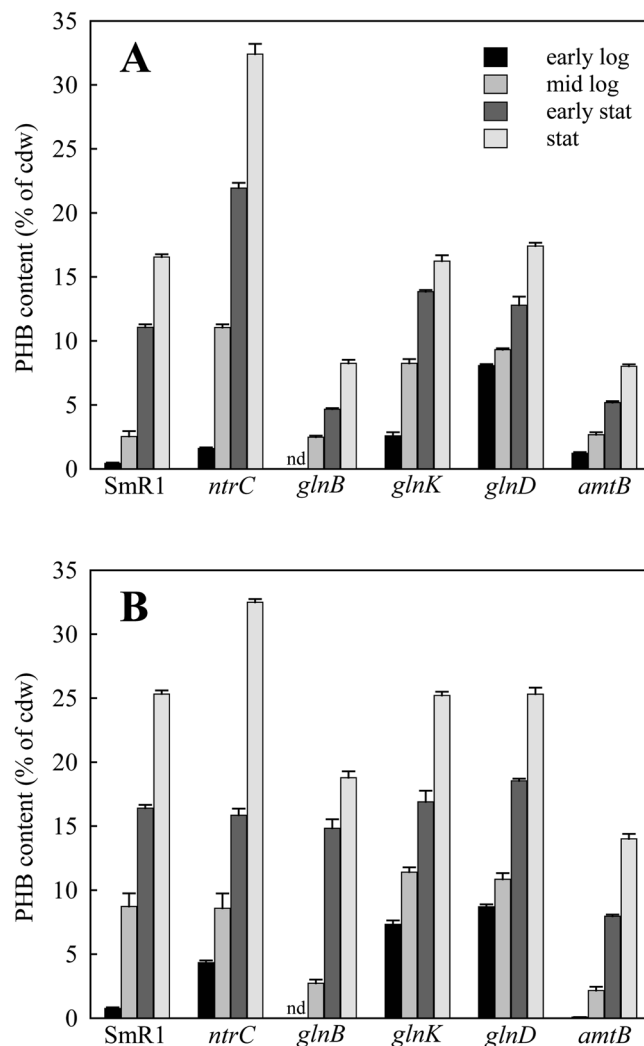 A
35
30
25
20
15
10
5
0
PHB content (% of cdw)
early log
mid log
early stat
stat
nd
SmR1 ntrC glnB glnK glnD amtB
B
35
30
25
20
15
10
5
0
PHB content (% of cdw)
nd
SmR1 ntrC glnB glnK glnD amtB